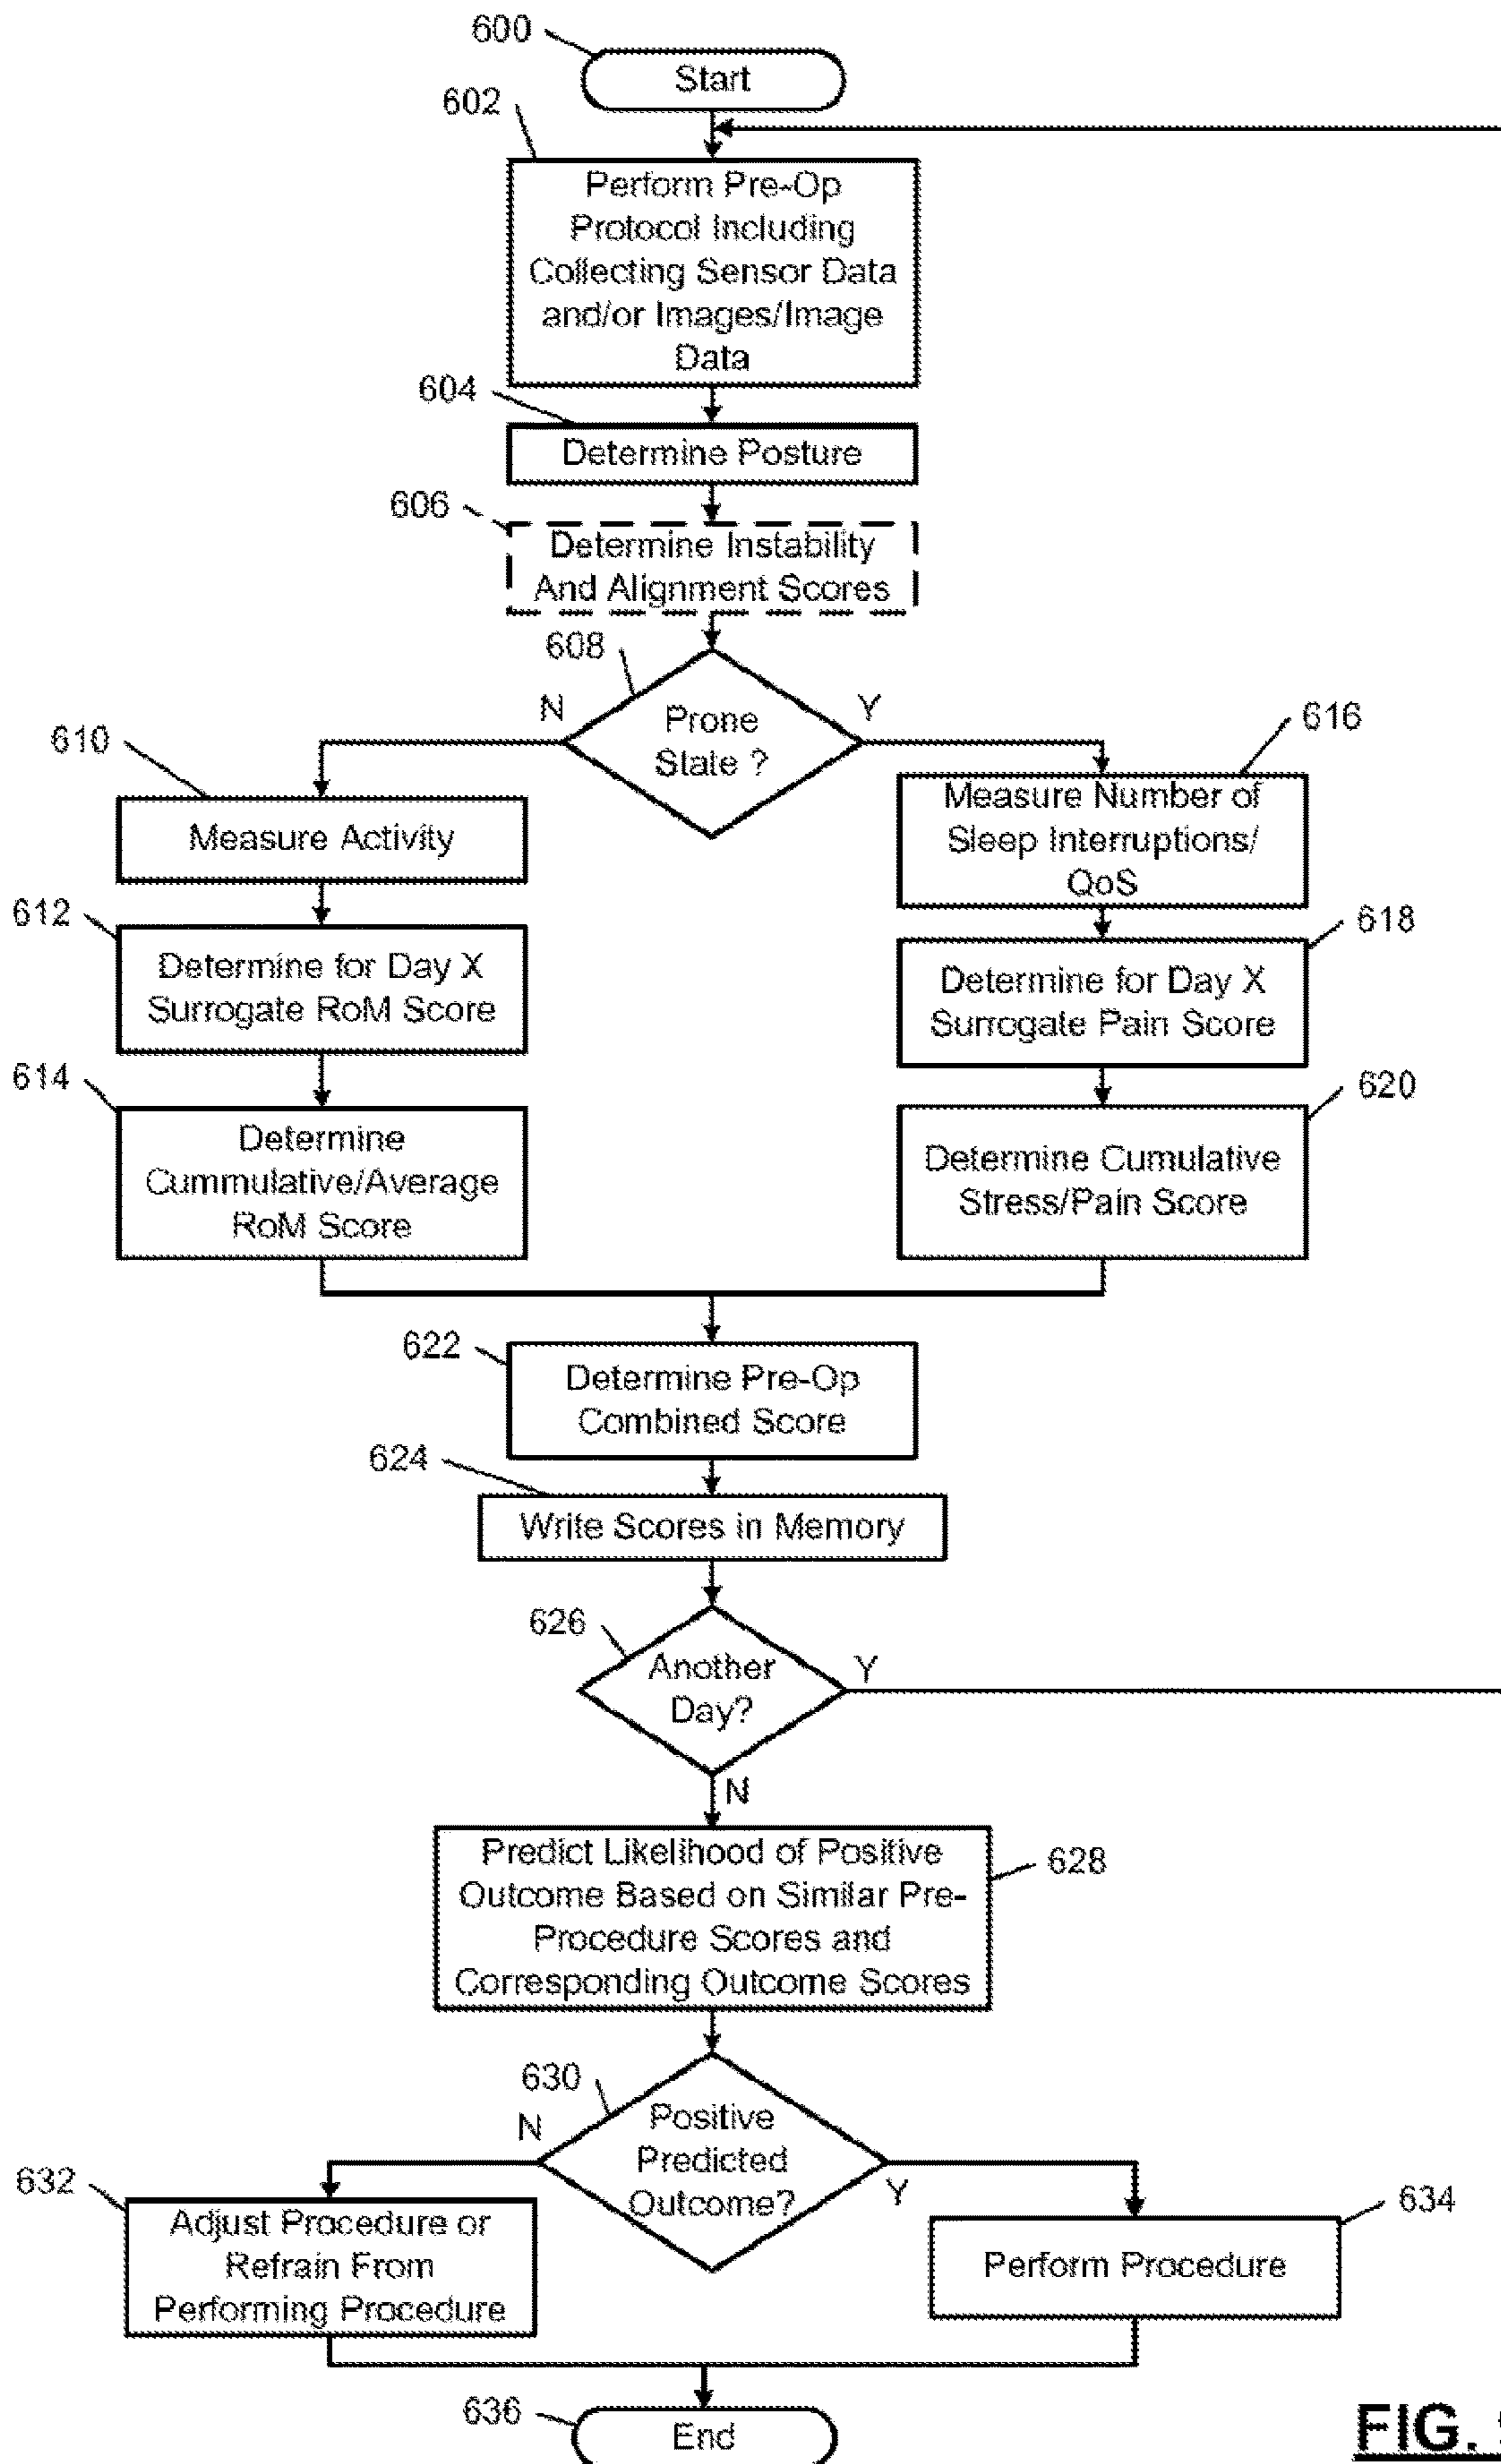 600
Start
602
Perform Pre-Op
Protocol Including
Collecting Sensor Data
and/or Images/Image
Data
604
Determine Posture
606
Determine Instability
And Alignment Scores
608
N
Y
Prone
State ?
610
Measure Activity
616
Measure Number of
Sleep Interruptions/
QoS
612
Determine for Day X
Surrogate RoM Score
618
Determine for Day X
Surrogate Pain Score
614
Determine
Cummulative/Average
RoM Score
620
Determine Cumulative
Stress/Pain Score
622
Determine Pre-Op
Combined Score
624
Write Scores in Memory
626
Another
Day?
Y
N
628
Predict Likelihood of Positive
Outcome Based on Similar Pre-
Procedure Scores and
Corresponding Outcome Scores
630
N
Y
Positive
Predicted
Outcome?
632
Adjust Procedure or
Refrain From
Performing Procedure
634
Perform Procedure
636
End
FIG.